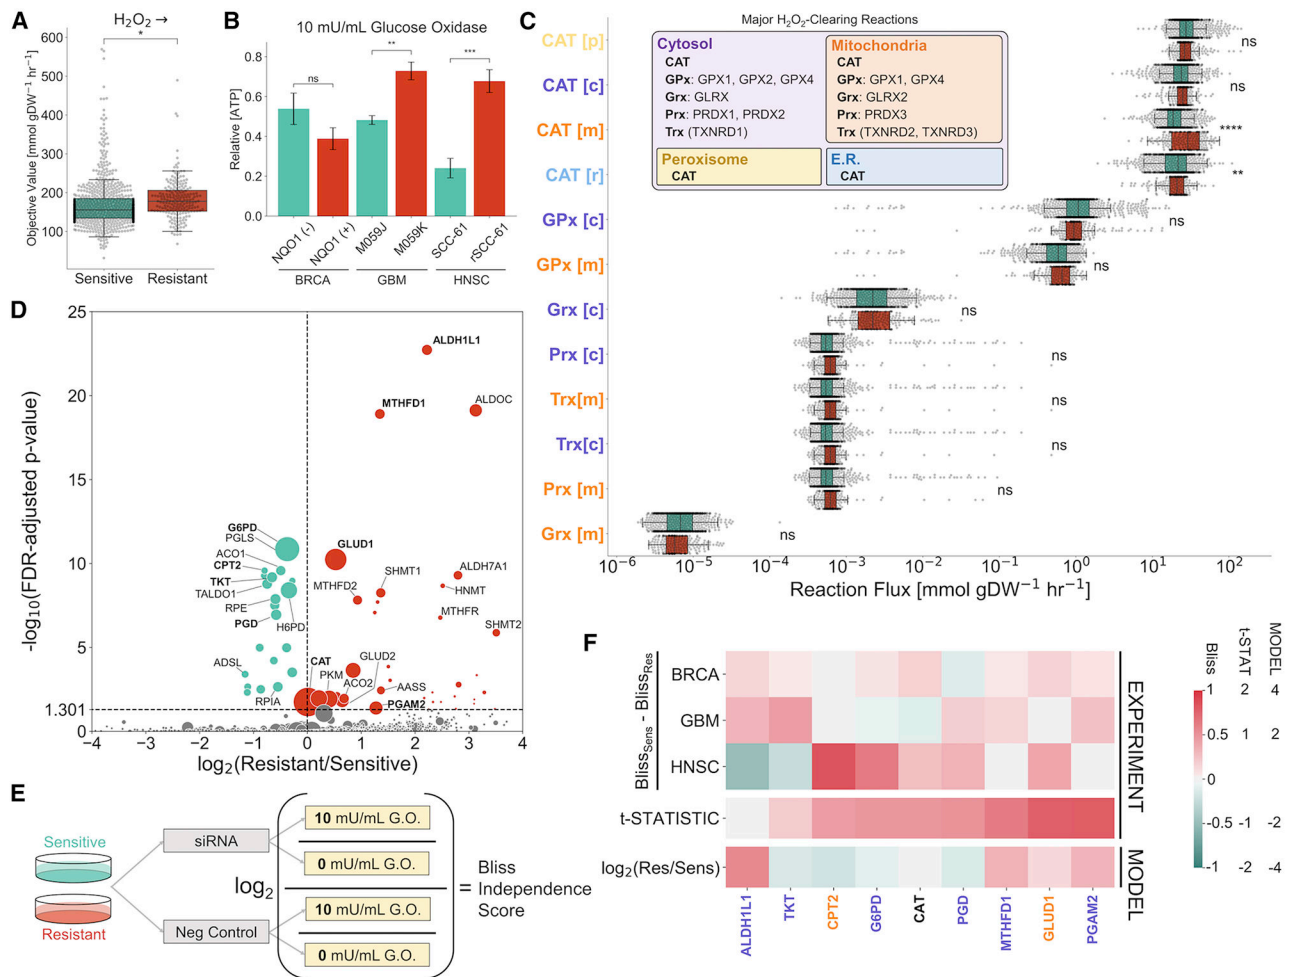 A
H₂O₂ →
*
Objective Value [mmol gDW⁻¹ hr⁻¹]
600
500
400
300
200
100
Sensitive
Resistant
B
10 mU/mL Glucose Oxidase
Relative [ATP]
0.8
0.6
0.4
0.2
0.0
ns
**
***
NQO1 (-)
NQO1 (+)
M059J
M059K
SCC-61
rSCC-61
BRCA
GBM
HNSC
C
Major H₂O₂-Clearing Reactions
Cytosol
CAT
GPx: GPX1, GPX2, GPX4
Grx: GLRX
Prx: PRDX1, PRDX2
Trx (TXNRD1)
Mitochondria
CAT
GPx: GPX1, GPX4
Grx: GLRX2
Prx: PRDX3
Trx (TXNRD2, TXNRD3)
Peroxisome
CAT
E.R.
CAT
CAT [p]
ns
CAT [c]
ns
CAT [m]
****
CAT [r]
**
GPx [c]
ns
GPx [m]
ns
Grx [c]
ns
Prx [c]
ns
Trx[m]
ns
Trx[c]
ns
Prx [m]
ns
Grx [m]
ns
10⁻⁶
10⁻⁵
10⁻⁴
10⁻³
10⁻²
10⁻¹
10⁰
10¹
10²
Reaction Flux [mmol gDW⁻¹ hr⁻¹]
D
-log₁₀(FDR-adjusted p-value)
25
20
15
10
5
1.301
0
ALDH1L1
MTHFD1
ALDOC
G6PD
PGLS
ACO1
CPT2
TKT
TALDO1
RPE
PGD
H6PD
GLUD1
MTHFD2
SHMT1
ALDH7A1
HNMT
MTHFR
SHMT2
ADSL
RPIA
CAT
PKM
GLUD2
ACO2
AASS
PGAM2
−4
−3
−2
−1
0
1
2
3
4
log₂(Resistant/Sensitive)
E
Sensitive
Resistant
siRNA
Neg Control
log₂
10 mU/mL G.O.
0 mU/mL G.O.
10 mU/mL G.O.
0 mU/mL G.O.
=
Bliss
Independence
Score
F
Bliss_Sens - Bliss_Res
BRCA
GBM
HNSC
t-STATISTIC
log₂(Res/Sens)
EXPERIMENT
MODEL
ALDH1L1
TKT
CPT2
G6PD
CAT
PGD
MTHFD1
GLUD1
PGAM2
Bliss
t-STAT
MODEL
1 2 4
0.5 1 2
0 0 0
-0.5 -1 -2
-1 -2 -4